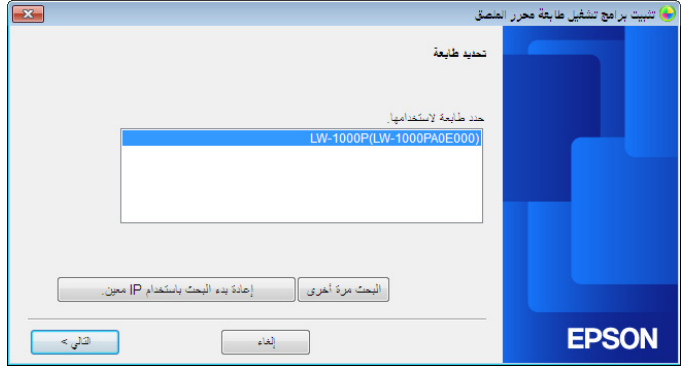 تثبيت برامج تشغيل طابعة محرر الملصق
تحديد طابعة
حدد طابعة لاستخدامها.
LW-1000P(LW-1000PA0E000)
البحث مرة أخرى
إعادة بدء البحث باستخدام IP معين.
إلغاء
التالي >
EPSON